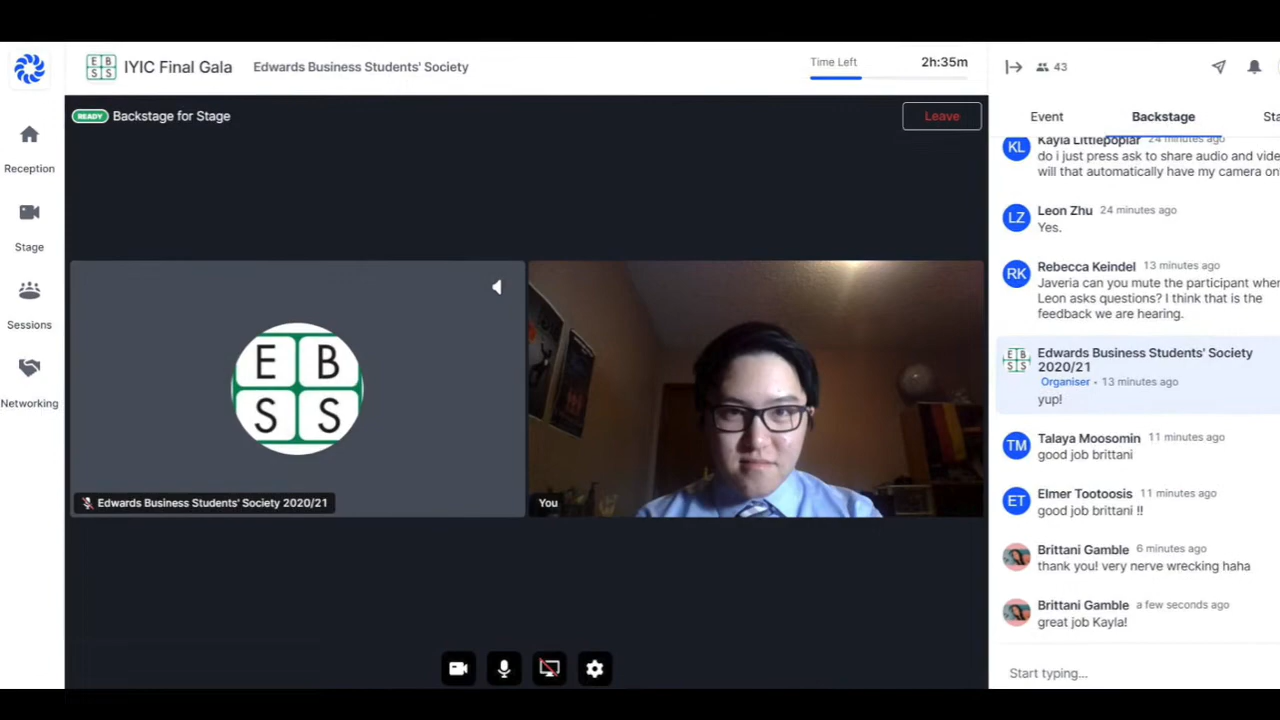 E B
S S
IYIC Final Gala
Edwards Business Students' Society
Time Left
2h:35m
43
READY Backstage for Stage
Leave
Reception
Stage
Sessions
Networking
E B
S S
Edwards Business Students' Society 2020/21
You
Event
Backstage
Sta
KL
Kayla Littlepoplar 24 minutes ago
do i just press ask to share audio and vide
will that automatically have my camera on
LZ
Leon Zhu 24 minutes ago
Yes.
RK
Rebecca Keindel 13 minutes ago
Javeria can you mute the participant when
Leon asks questions? I think that is the
feedback we are hearing.
E B
S S
Edwards Business Students' Society
2020/21
Organiser • 13 minutes ago
yup!
TM
Talaya Moosomin 11 minutes ago
good job brittani
ET
Elmer Tootoosis 11 minutes ago
good job brittani !!
Brittani Gamble 6 minutes ago
thank you! very nerve wrecking haha
Brittani Gamble a few seconds ago
great job Kayla!
Start typing...